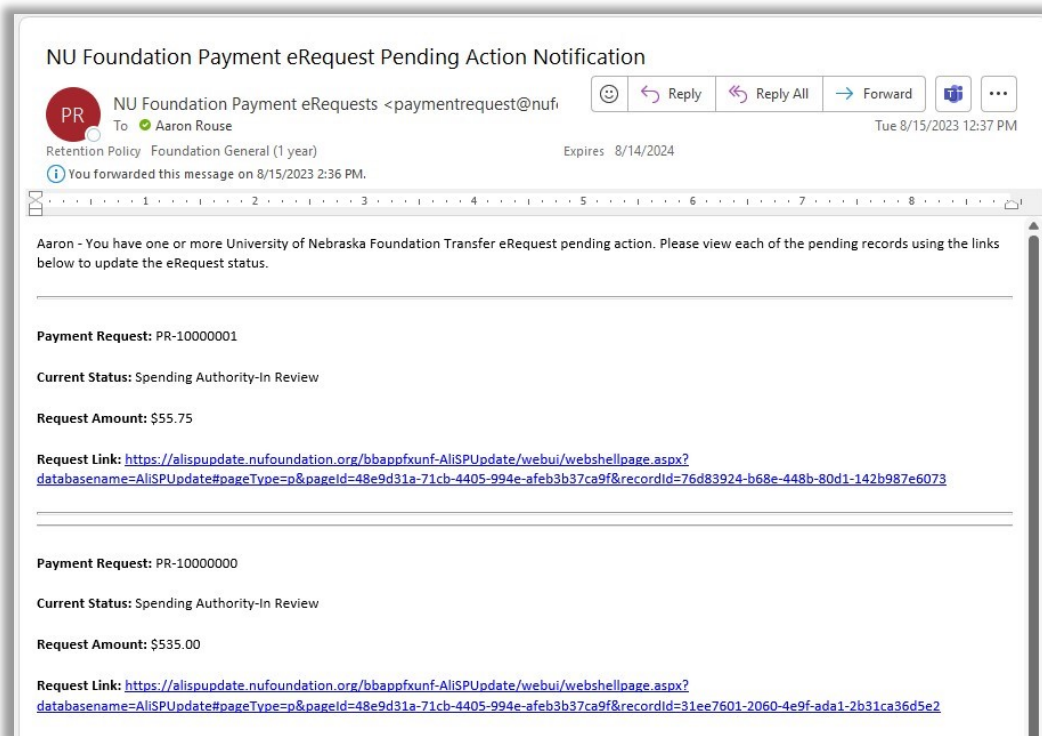 NU Foundation Payment eRequest Pending Action Notification
PR
NU Foundation Payment eRequests <paymentrequest@nuf
Reply
Reply All
Forward
To Aaron Rouse
Tue 8/15/2023 12:37 PM
Retention Policy Foundation General (1 year)
Expires 8/14/2024
You forwarded this message on 8/15/2023 2:36 PM.
1 2 3 4 5 6 7 8
Aaron - You have one or more University of Nebraska Foundation Transfer eRequest pending action. Please view each of the pending records using the links
below to update the eRequest status.
Payment Request: PR-10000001
Current Status: Spending Authority-In Review
Request Amount: $55.75
Request Link: https://alispupdate.nufoundation.org/bbappfxunf-AliSPUpdate/webui/webshellpage.aspx?
databasename=AliSPUpdate#pageType=p&pageId=48e9d31a-71cb-4405-994e-afeb3b37ca9f&recordId=76d83924-b68e-448b-80d1-142b987e6073
Payment Request: PR-10000000
Current Status: Spending Authority-In Review
Request Amount: $535.00
Request Link: https://alispupdate.nufoundation.org/bbappfxunf-AliSPUpdate/webui/webshellpage.aspx?
databasename=AliSPUpdate#pageType=p&pageId=48e9d31a-71cb-4405-994e-afeb3b37ca9f&recordId=31ee7601-2060-4e9f-ada1-2b31ca36d5e2